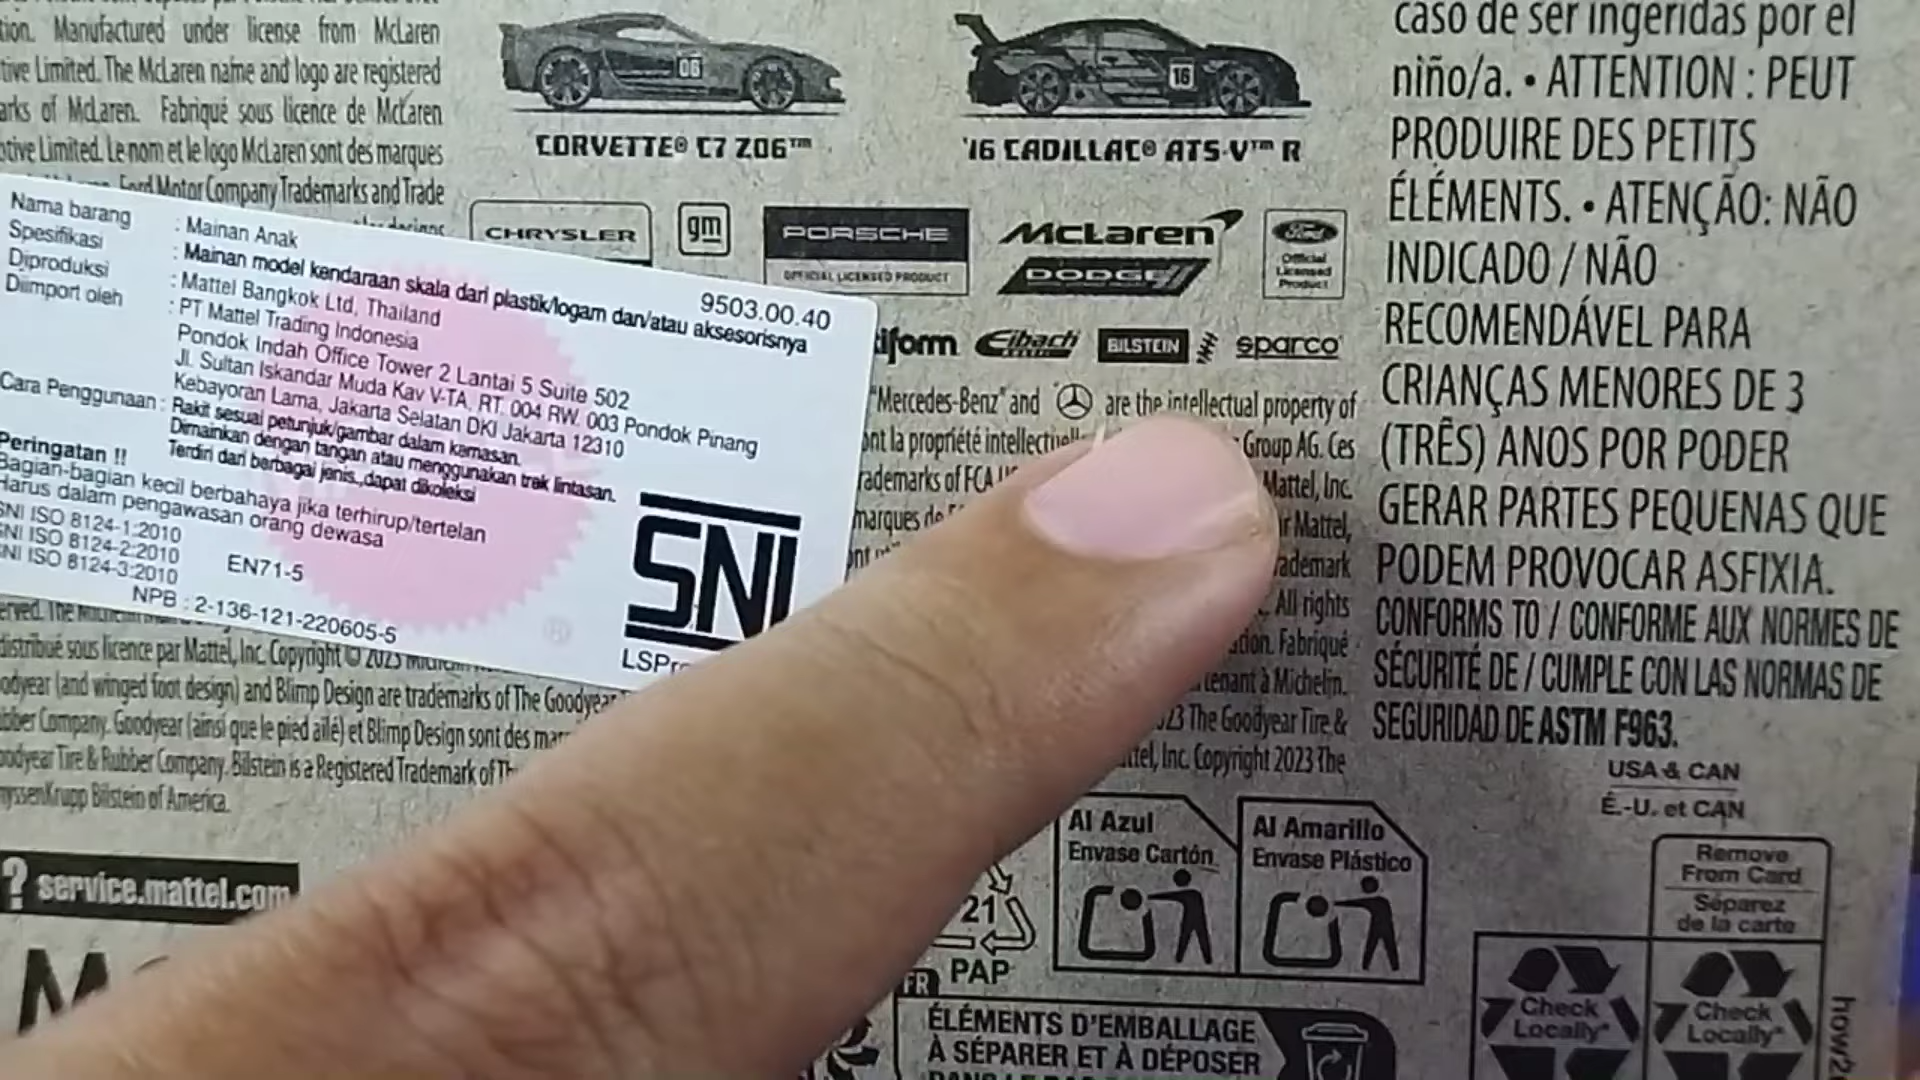 tion. Manufactured under license from McLaren
tive Limited. The McLaren name and logo are registered
arks of McLaren. Fabriqué sous licence de McLaren
otive Limited. Le nom et le logo McLaren sont des marques
Ford Motor Company Trademarks and Trade
06
CORVETTE® C7 Z06™
16
'16 CADILLAC® ATS-V™ R
CHRYSLER
gm
PORSCHE
OFFICIAL LICENSED PRODUCT
McLaren
DODGE
Ford
Official
Licensed
Product
Eibach
BILSTEIN
sparco
Nama barang : Mainan Anak
Spesifikasi : Mainan model kendaraan skala dari plastik/logam dan/atau aksesorisnya
9503.00.40
Diproduksi : Mattel Bangkok Ltd, Thailand
Diimport oleh : PT Mattel Trading Indonesia
Pondok Indah Office Tower 2 Lantai 5 Suite 502
Jl. Sultan Iskandar Muda Kav V-TA, RT. 004 RW. 003 Pondok Pinang
Kebayoran Lama, Jakarta Selatan DKI Jakarta 12310
Cara Penggunaan : Rakit sesuai petunjuk/gambar dalam kemasan.
Dimainkan dengan tangan atau menggunakan trek lintasan.
Terdiri dari berbagai jenis.,dapat dikoleksi
Peringatan !!
Bagian-bagian kecil berbahaya jika terhirup/tertelan
Harus dalam pengawasan orang dewasa
SNI ISO 8124-1:2010
SNI ISO 8124-2:2010
SNI ISO 8124-3:2010
EN71-5
NPB : 2-136-121-220605-5
SNI
LSPr
"Mercedes-Benz" and are the intellectual property of
ont la propriété Group AG. Ces
rademarks of FCA Mattel, Inc.
marques de r Mattel,
rademark
All rights
Fabriqué
tenant à Michelin.
23 The Goodyear Tire &
tel, Inc. Copyright 2023 The
distribué sous licence par Mattel, Inc. Copyright © 2023
odyear (and winged foot design) and Blimp Design are trademarks of The Goodyear
bber Company. Goodyear (ainsi que le pied ailé) et Blimp Design sont des mar
oodyear Tire & Rubber Company. Bilstein is a Registered Trademark of Th
hyssenKrupp Bilstein of America.
? service.mattel.com
caso de ser ingeridas por el
niño/a. • ATTENTION : PEUT
PRODUIRE DES PETITS
ÉLÉMENTS. • ATENÇÃO: NÃO
INDICADO / NÃO
RECOMENDÁVEL PARA
CRIANÇAS MENORES DE 3
(TRÊS) ANOS POR PODER
GERAR PARTES PEQUENAS QUE
PODEM PROVOCAR ASFIXIA.
CONFORMS TO / CONFORME AUX NORMES DE
SÉCURITÉ DE / CUMPLE CON LAS NORMAS DE
SEGURIDAD DE ASTM F963.
USA & CAN
É.-U. et CAN
Al Azul
Envase Cartón
Al Amarillo
Envase Plástico
21
PAP
FR
ÉLÉMENTS D'EMBALLAGE
À SÉPARER ET À DÉPOSER
Remove
From Card
Séparez
de la carte
Check
Locally*
Check
Locally*